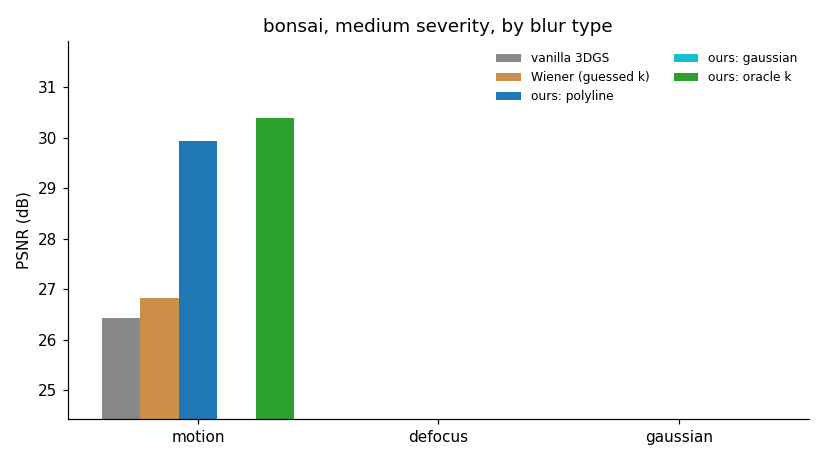 bonsai, medium severity, by blur type
vanilla 3DGS
Wiener (guessed k)
ours: polyline
ours: gaussian
ours: oracle k
PSNR (dB)
31
30
29
28
27
26
25
motion defocus gaussian